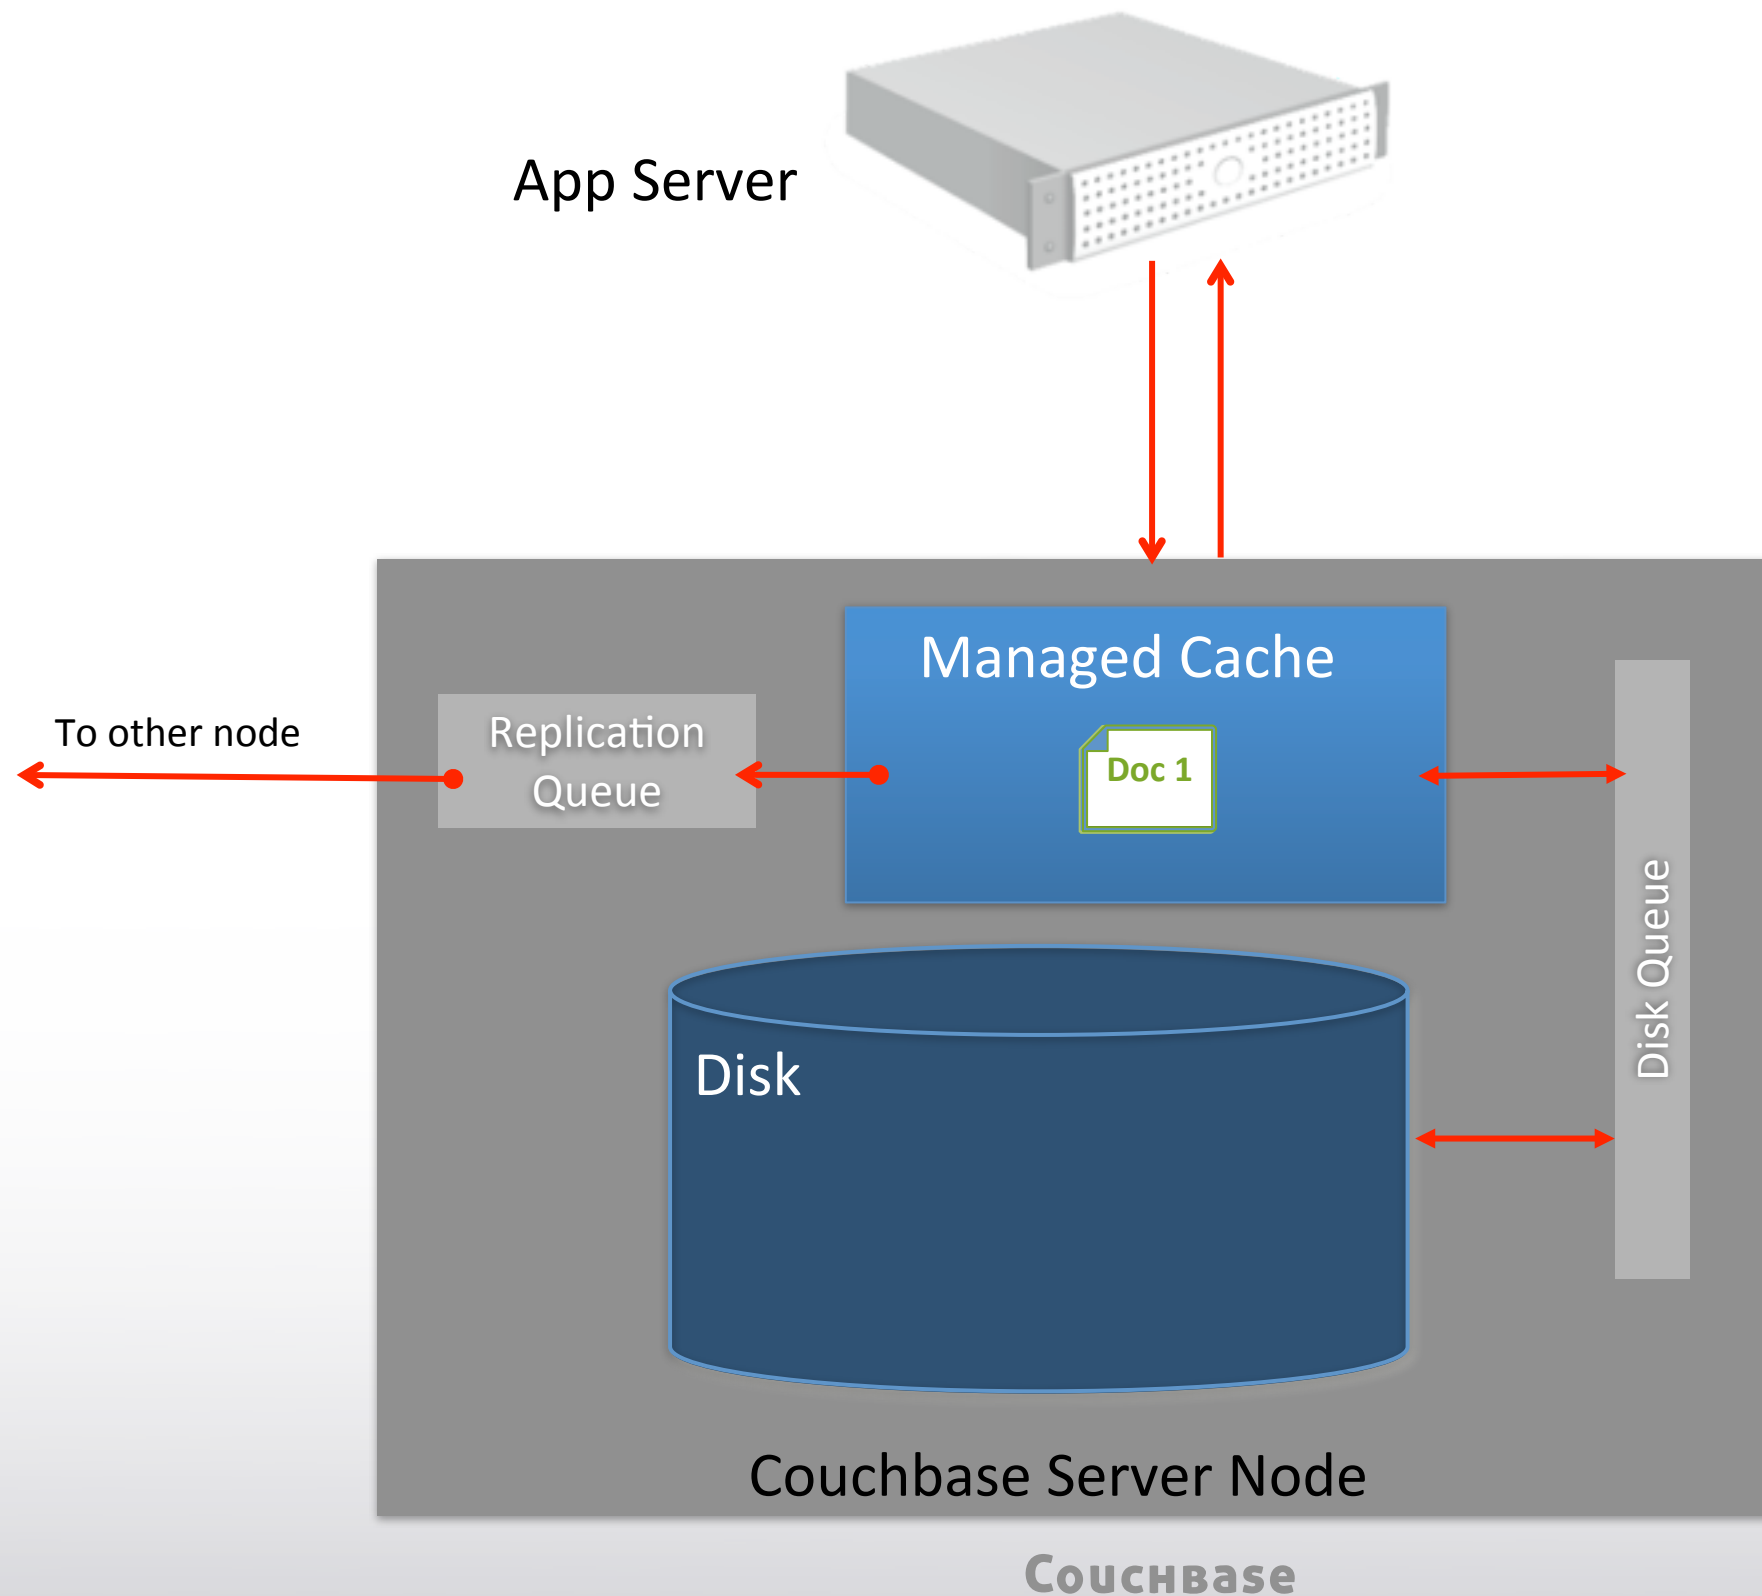 App Server
Managed Cache
To other node
Replication
Queue
Doc 1
Disk Queue
Disk
Couchbase Server Node
COUCHBASE